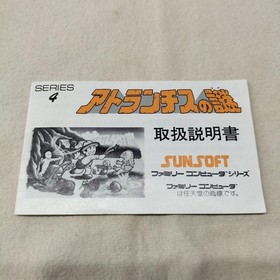 SERIES
4
アトランチスの謎
取扱説明書
SUNSOFT
ファミリー コンピュータシリーズ
ファミリー コンピュータ
は任天堂の商標です。